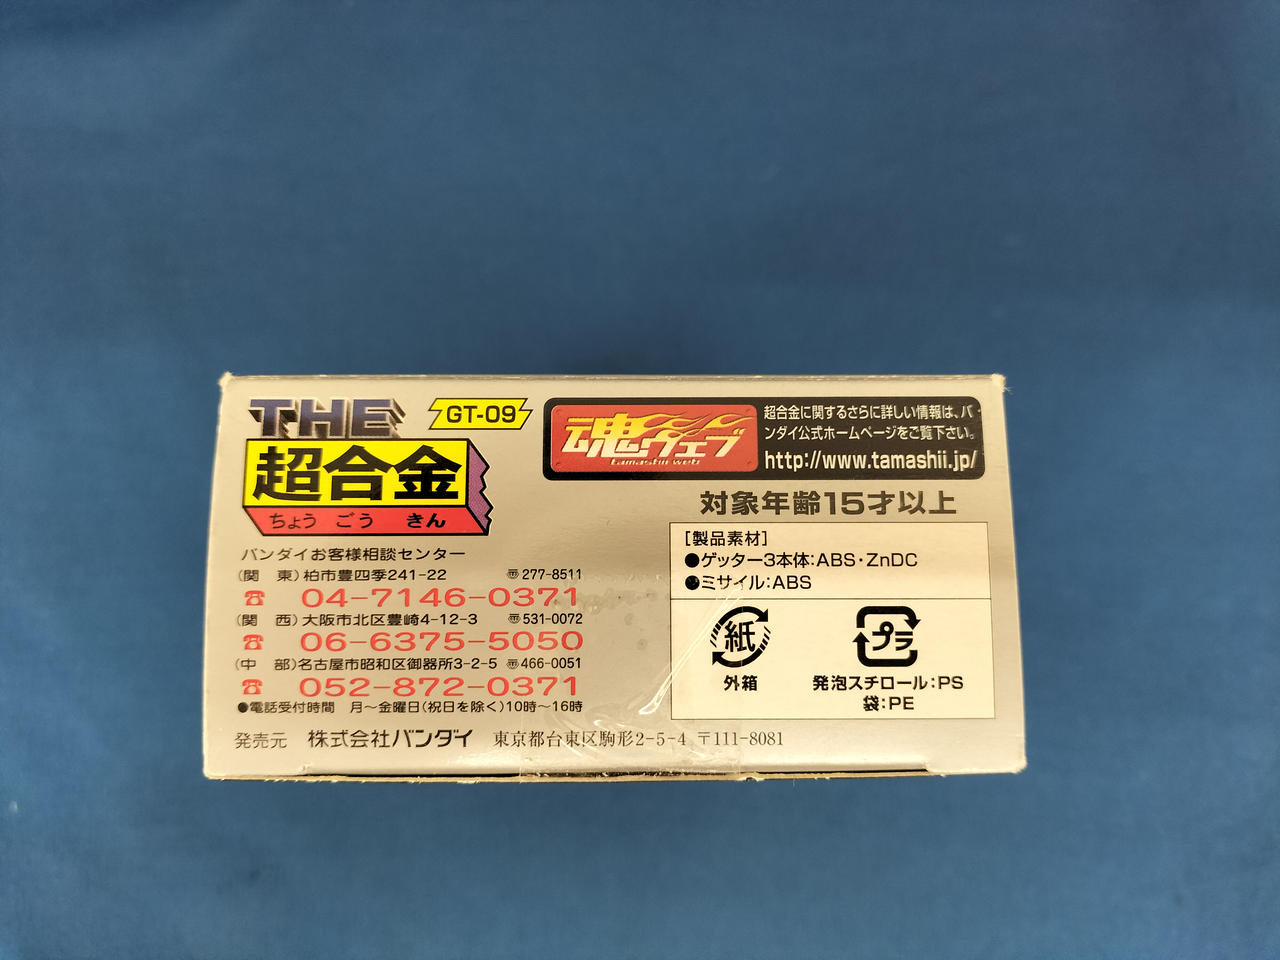 THE
超合金
ちょう ごう きん
GT-09
魂ウェブ
tamashii web
超合金に関するさらに詳しい情報は、バ
ンダイ公式ホームページをご覧下さい。
http://www.tamashii.jp/
対象年齢15才以上
[製品素材]
●ゲッター3本体:ABS・ZnDC
●ミサイル:ABS
紙
外箱
プラ
発泡スチロール:PS
袋:PE
バンダイお客様相談センター
(関 東)柏市豊四季241-22 〠277-8511
☎ 04-7146-0371
(関 西)大阪市北区豊崎4-12-3 〠531-0072
☎ 06-6375-5050
(中 部)名古屋市昭和区御器所3-2-5 〠466-0051
☎ 052-872-0371
●電話受付時間 月〜金曜日(祝日を除く)10時〜16時
発売元 株式会社バンダイ 東京都台東区駒形2-5-4 〒111-8081